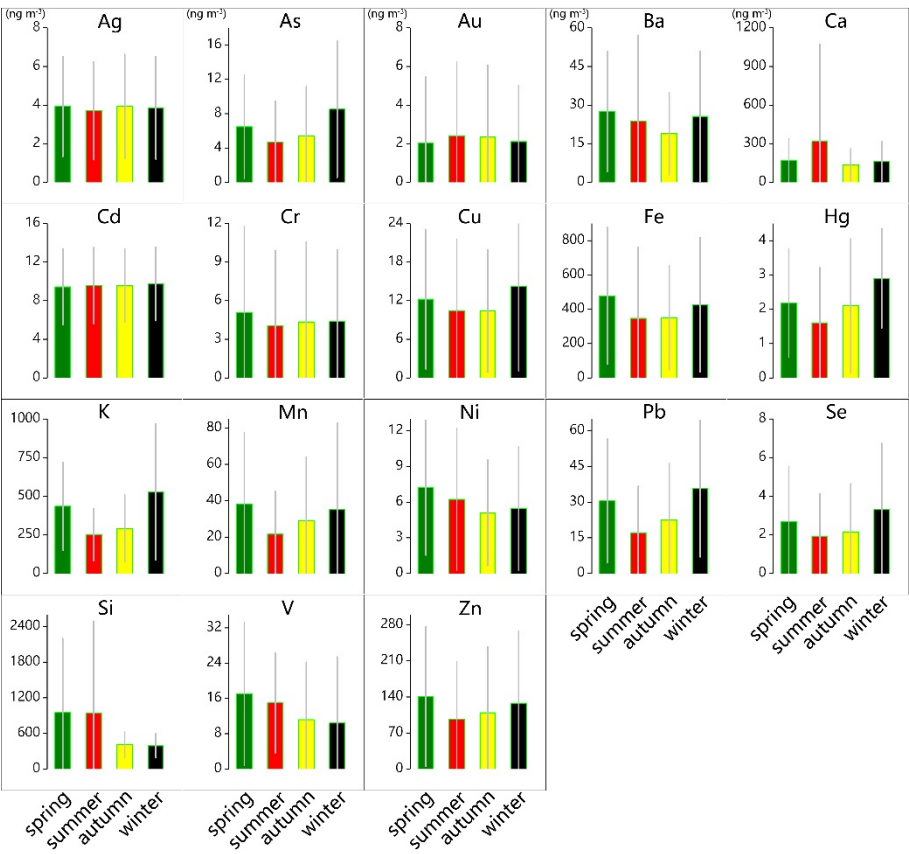 (ng m⁻³) (ng m⁻³) (ng m⁻³) (ng m⁻³)
Ag As Au Ba Ca
8 16 8 60 1200
6 12 6 45 900
4 8 4 30 600
2 4 2 15 300
0 0 0 0 0
Cd Cr Cu Fe Hg
16 12 24 800 4
12 9 18 600 3
8 6 12 400 2
4 3 6 200 1
0 0 0 0 0
K Mn Ni Pb Se
1000 80 12 60 8
750 60 9 45 6
500 40 6 30 4
250 20 3 15 2
0 0 0 0 0
Si V Zn
spring summer autumn winter spring summer autumn winter
2400 32 280
1800 24 210
1200 16 140
600 8 70
0 0 0
spring summer autumn winter spring summer autumn winter spring summer autumn winter